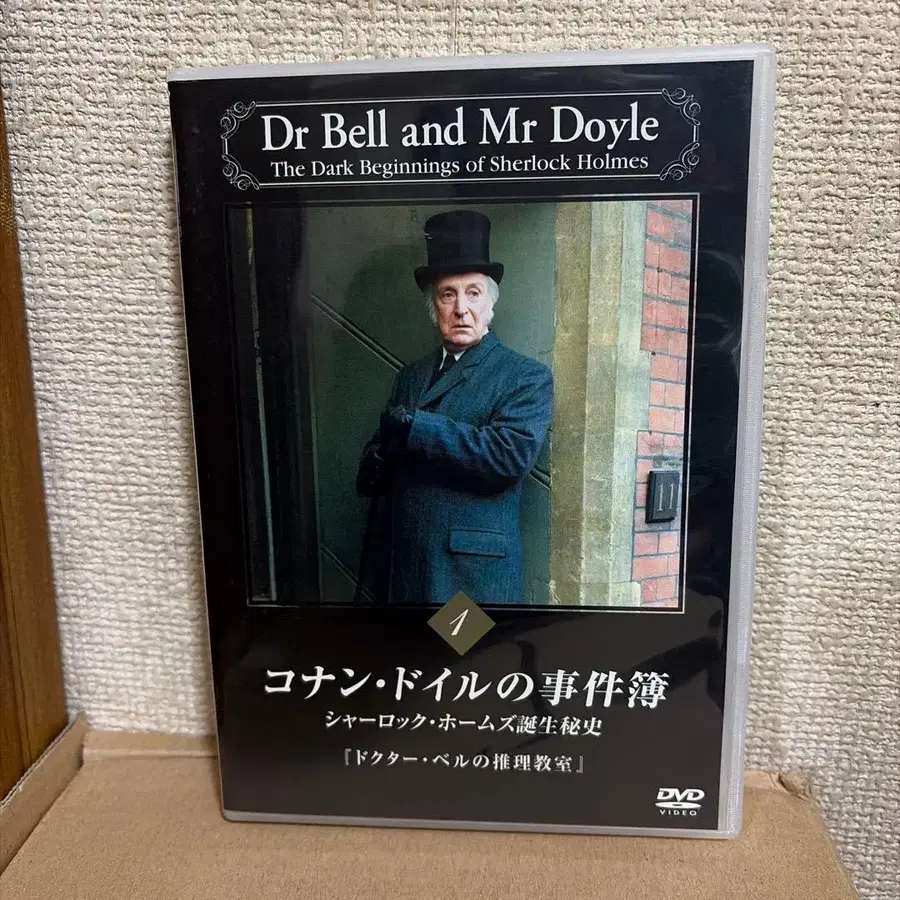 Dr Bell and Mr Doyle
The Dark Beginnings of Sherlock Holmes
11
1
コナン・ドイルの事件簿
シャーロック・ホームズ誕生秘史
『ドクター・ベルの推理教室』
DVD
VIDEO